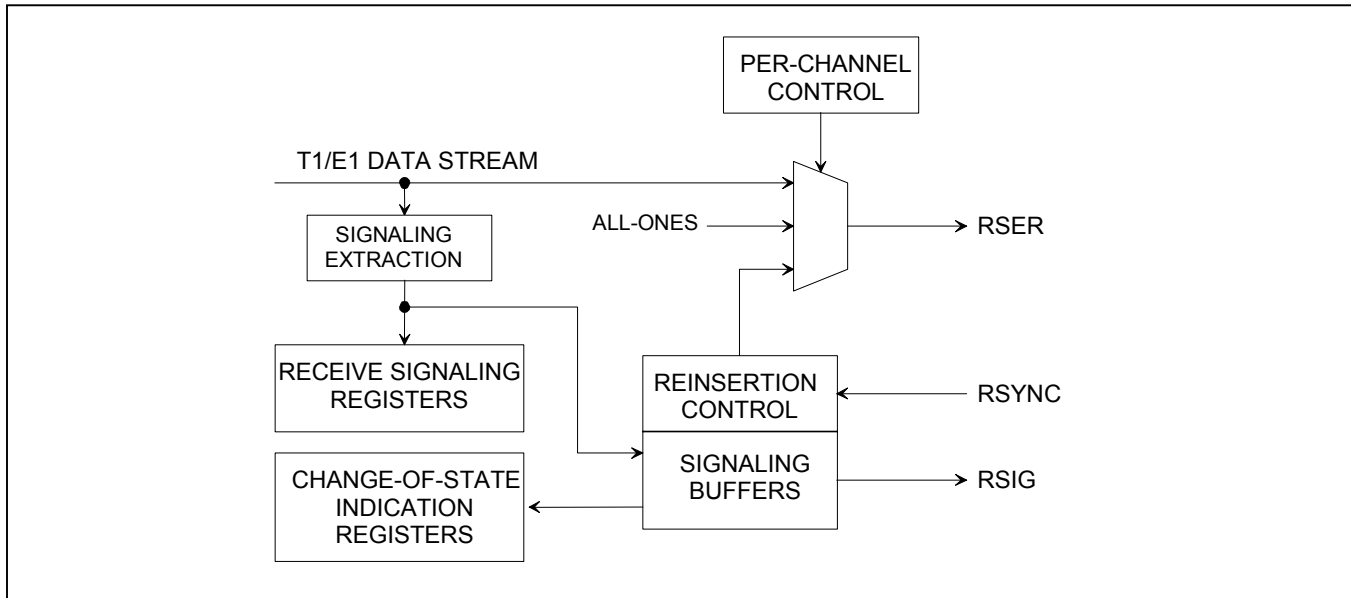 PER-CHANNEL
CONTROL
T1/E1 DATA STREAM
SIGNALING
EXTRACTION
ALL-ONES
RSER
RECEIVE SIGNALING
REGISTERS
REINSERTION
CONTROL
RSYNC
CHANGE-OF-STATE
INDICATION
REGISTERS
SIGNALING
BUFFERS
RSIG